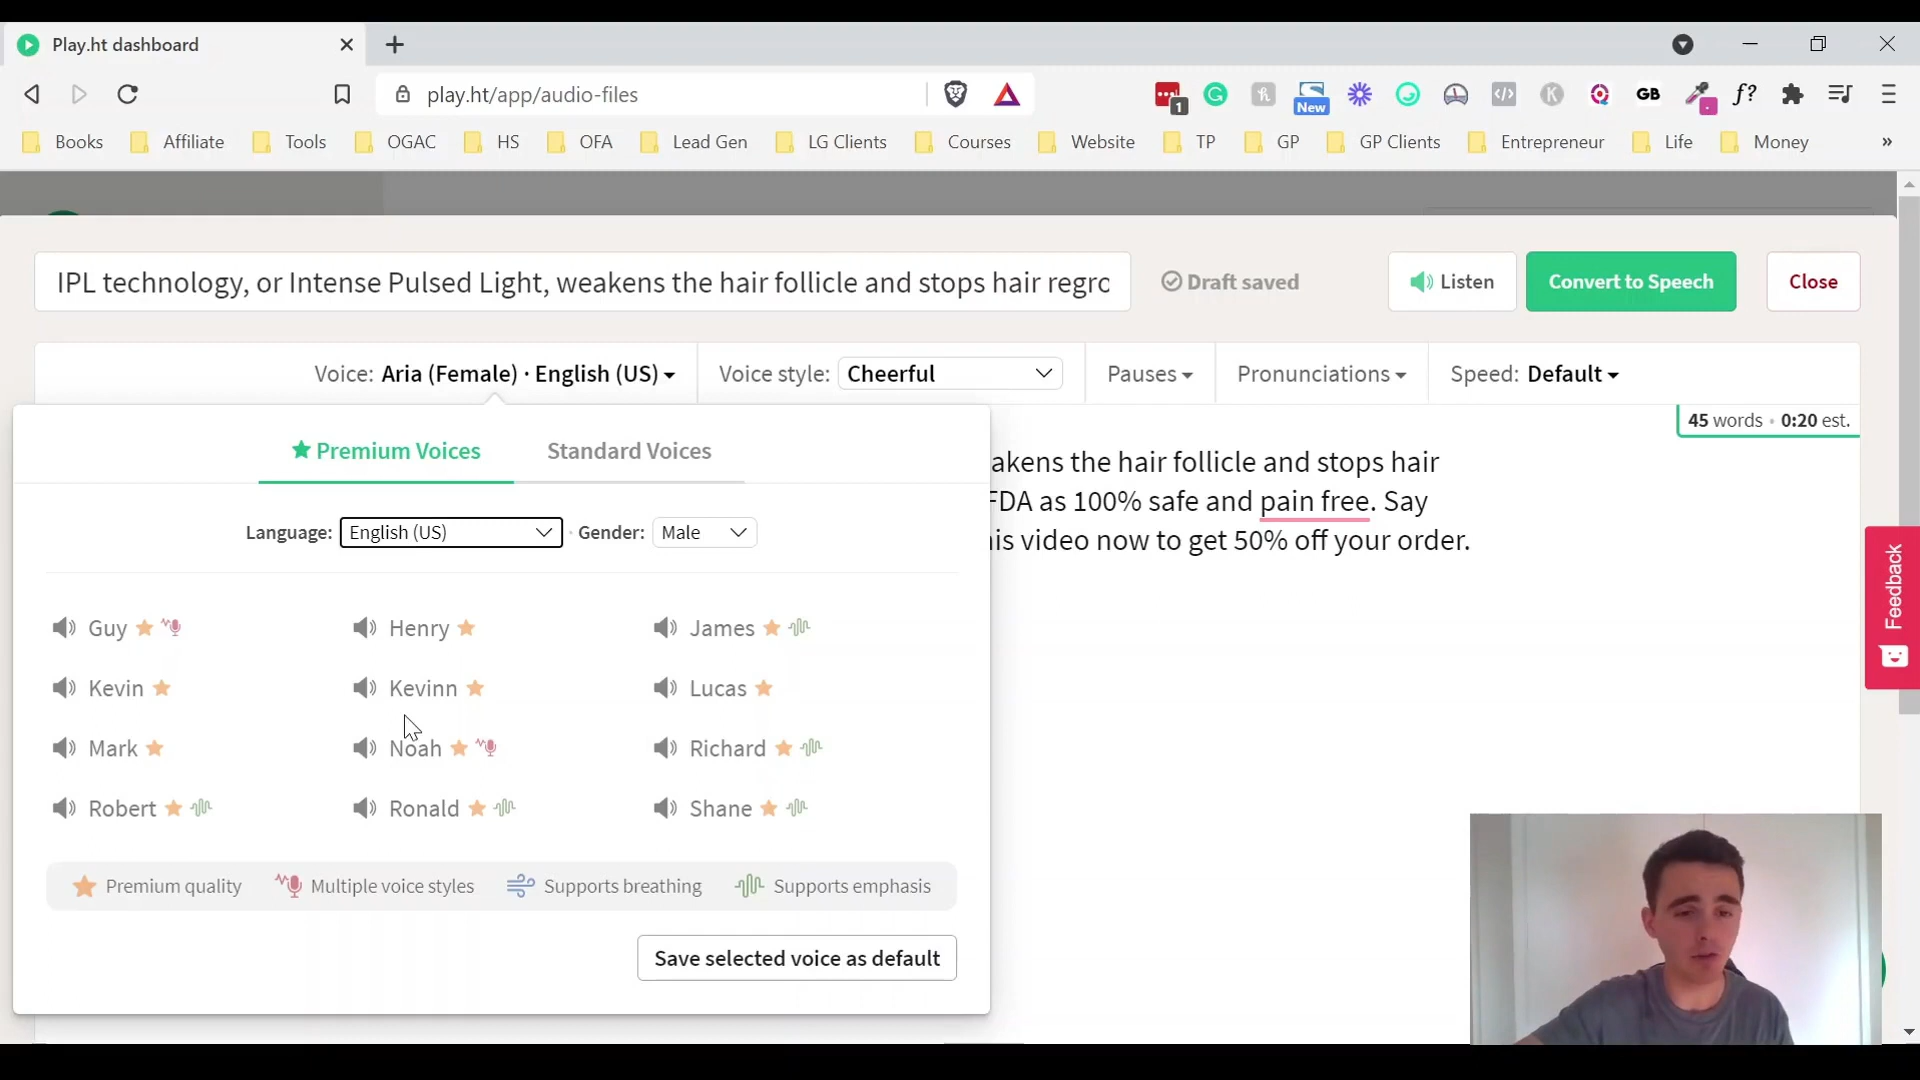 Play.ht dashboard
play.ht/app/audio-files
1
New
GB
f?
Books Affiliate Tools OGAC HS OFA Lead Gen LG Clients Courses Website TP GP GP Clients Entrepreneur Life Money »
IPL technology, or Intense Pulsed Light, weakens the hair follicle and stops hair regro
Draft saved
Listen
Convert to Speech
Close
Voice: Aria (Female) · English (US)
Voice style: Cheerful
Pauses
Pronunciations
Speed: Default
45 words • 0:20 est.
Premium Voices
Standard Voices
akens the hair follicle and stops hair
FDA as 100% safe and pain free. Say
his video now to get 50% off your order.
Language: English (US)
Gender: Male
Guy Henry James
Kevin Kevinn Lucas
Mark Noah Richard
Robert Ronald Shane
Premium quality Multiple voice styles Supports breathing Supports emphasis
Save selected voice as default
Feedback